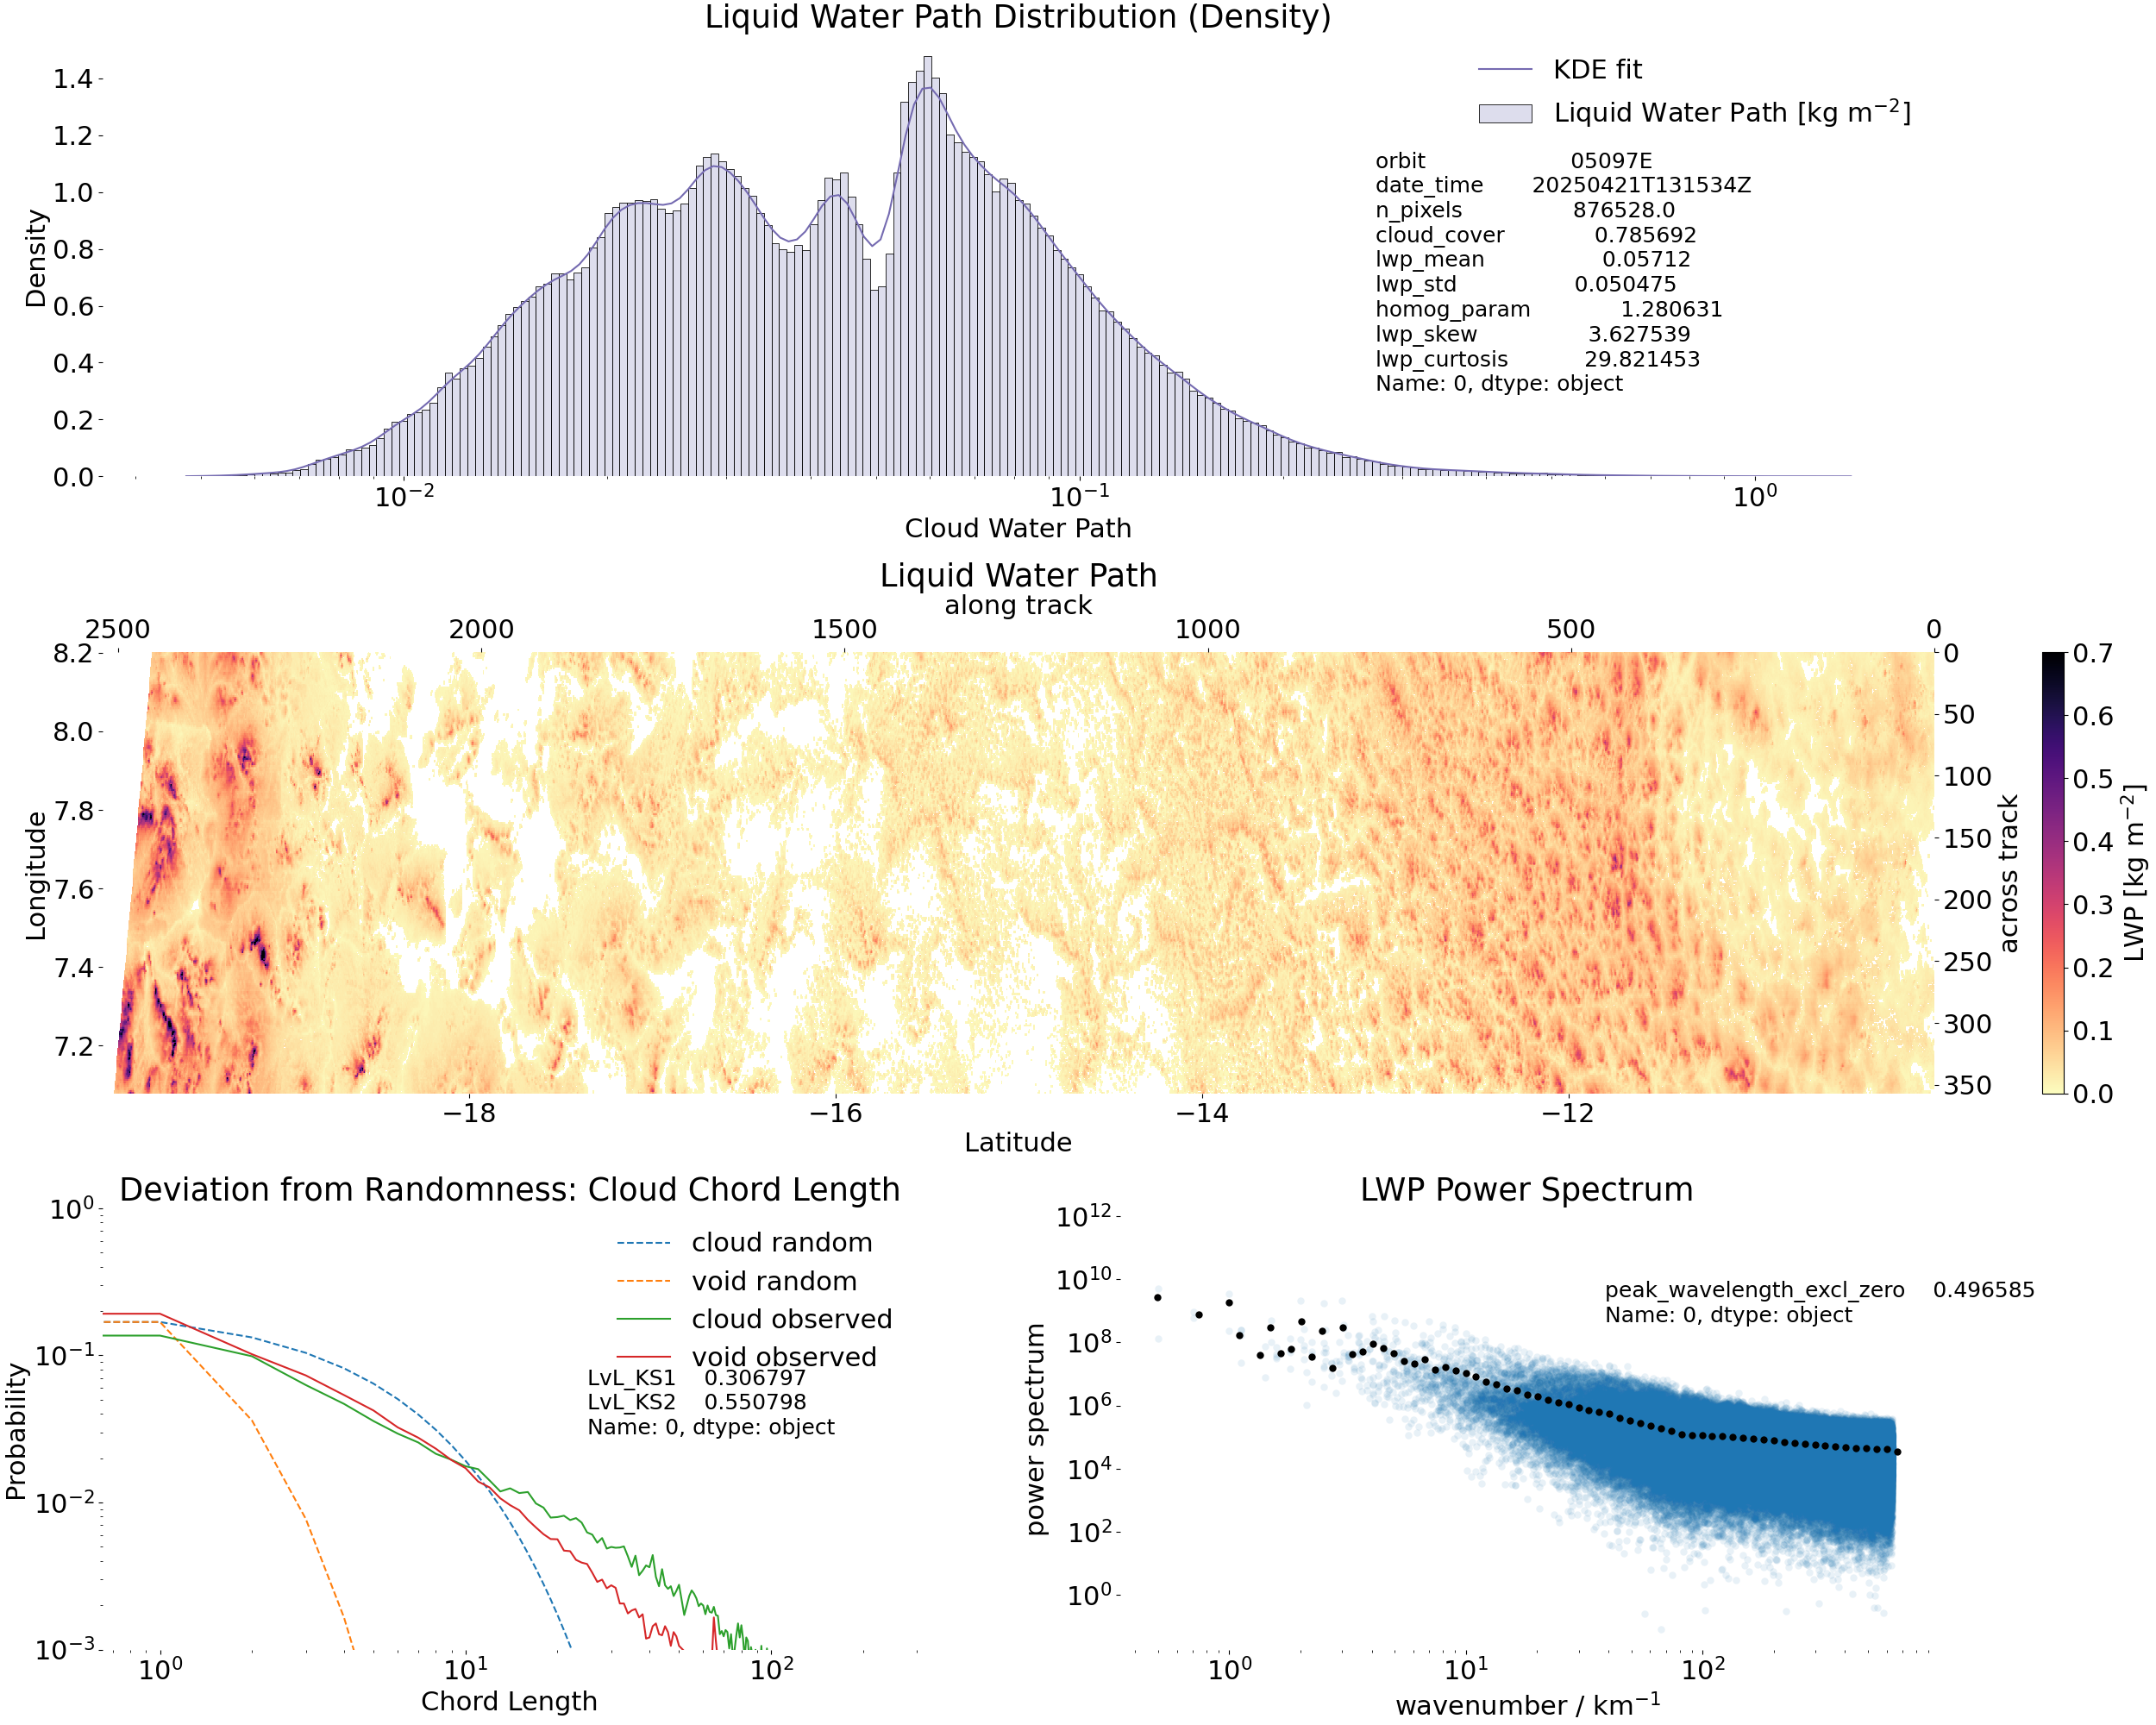 Liquid Water Path Distribution (Density)
1.4
1.2
1.0
0.8
0.6
0.4
0.2
0.0
Density
KDE fit
Liquid Water Path [kg m⁻²]
orbit 05097E
date_time 20250421T131534Z
n_pixels 876528.0
cloud_cover 0.785692
lwp_mean 0.05712
lwp_std 0.050475
homog_param 1.280631
lwp_skew 3.627539
lwp_curtosis 29.821453
Name: 0, dtype: object
10⁻² 10⁻¹ 10⁰
Cloud Water Path
Liquid Water Path
along track
2500 2000 1500 1000 500 0
8.2
8.0
7.8
7.6
7.4
7.2
Longitude
0
50
100
150
200
250
300
350
across track
0.7
0.6
0.5
0.4
0.3
0.2
0.1
0.0
LWP [kg m⁻²]
−18 −16 −14 −12
Latitude
Deviation from Randomness: Cloud Chord Length
10⁰
10⁻¹
10⁻²
10⁻³
Probability
cloud random
void random
cloud observed
void observed
LvL_KS1 0.306797
LvL_KS2 0.550798
Name: 0, dtype: object
10⁰ 10¹ 10²
Chord Length
LWP Power Spectrum
10¹²
10¹⁰
10⁸
10⁶
10⁴
10²
10⁰
power spectrum
peak_wavelength_excl_zero 0.496585
Name: 0, dtype: object
10⁰ 10¹ 10²
wavenumber / km⁻¹